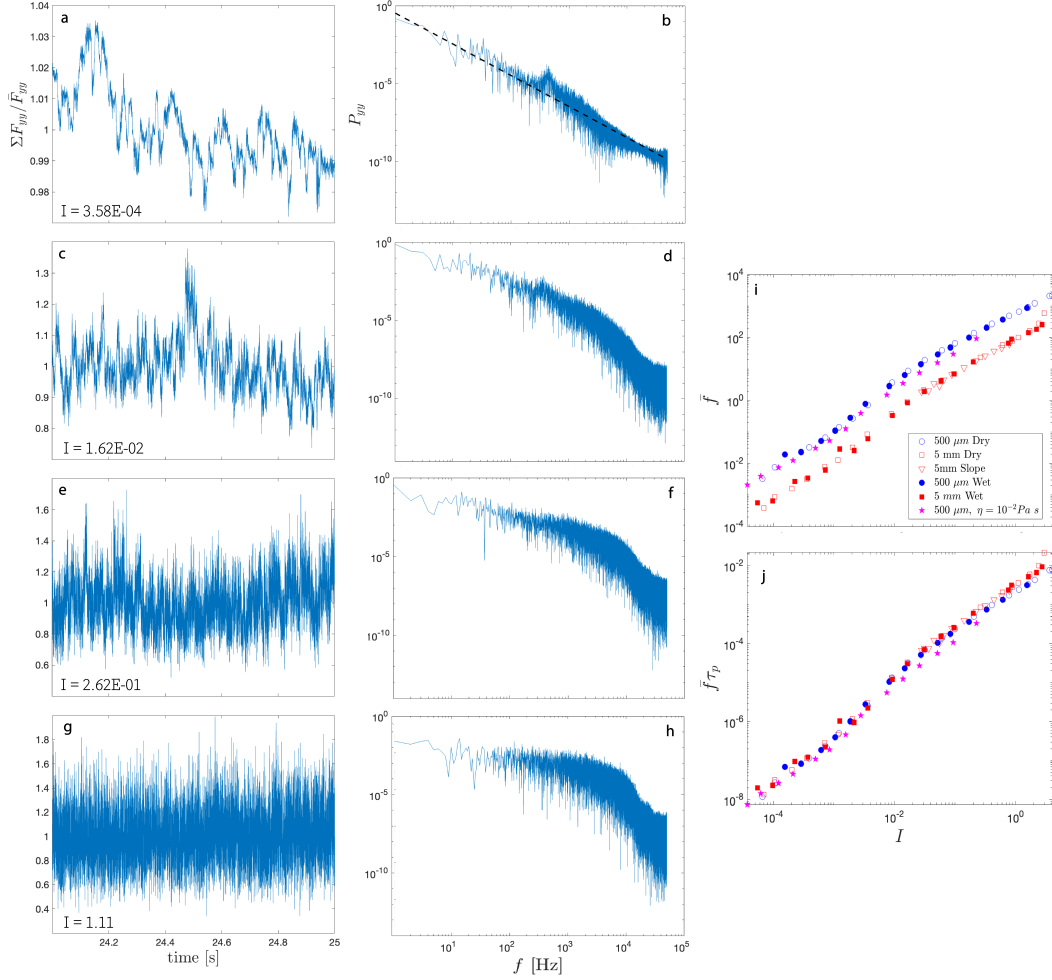 a
1.04
1.03
1.02
1.01
1
0.99
0.98
ΣF_yy/F̄_yy
I = 3.58E-04
b
10^0
10^-5
10^-10
P_yy
c
1.3
1.2
1.1
1
0.9
0.8
I = 1.62E-02
d
10^0
10^-5
10^-10
e
1.6
1.4
1.2
1
0.8
0.6
I = 2.62E-01
f
10^0
10^-5
10^-10
g
1.8
1.6
1.4
1.2
1
0.8
0.6
0.4
I = 1.11
24.2 24.4 24.6 24.8 25
time [s]
h
10^0
10^-5
10^-10
10^1 10^2 10^3 10^4 10^5
f [Hz]
i
10^4
10^2
10^0
10^-2
10^-4
f̄
500 μm Dry
5 mm Dry
5mm Slope
500 μm Wet
5 mm Wet
500 μm, η = 10^-2 Pa s
j
10^-2
10^-4
10^-6
10^-8
f̄ τ_p
10^-4 10^-2 10^0
I